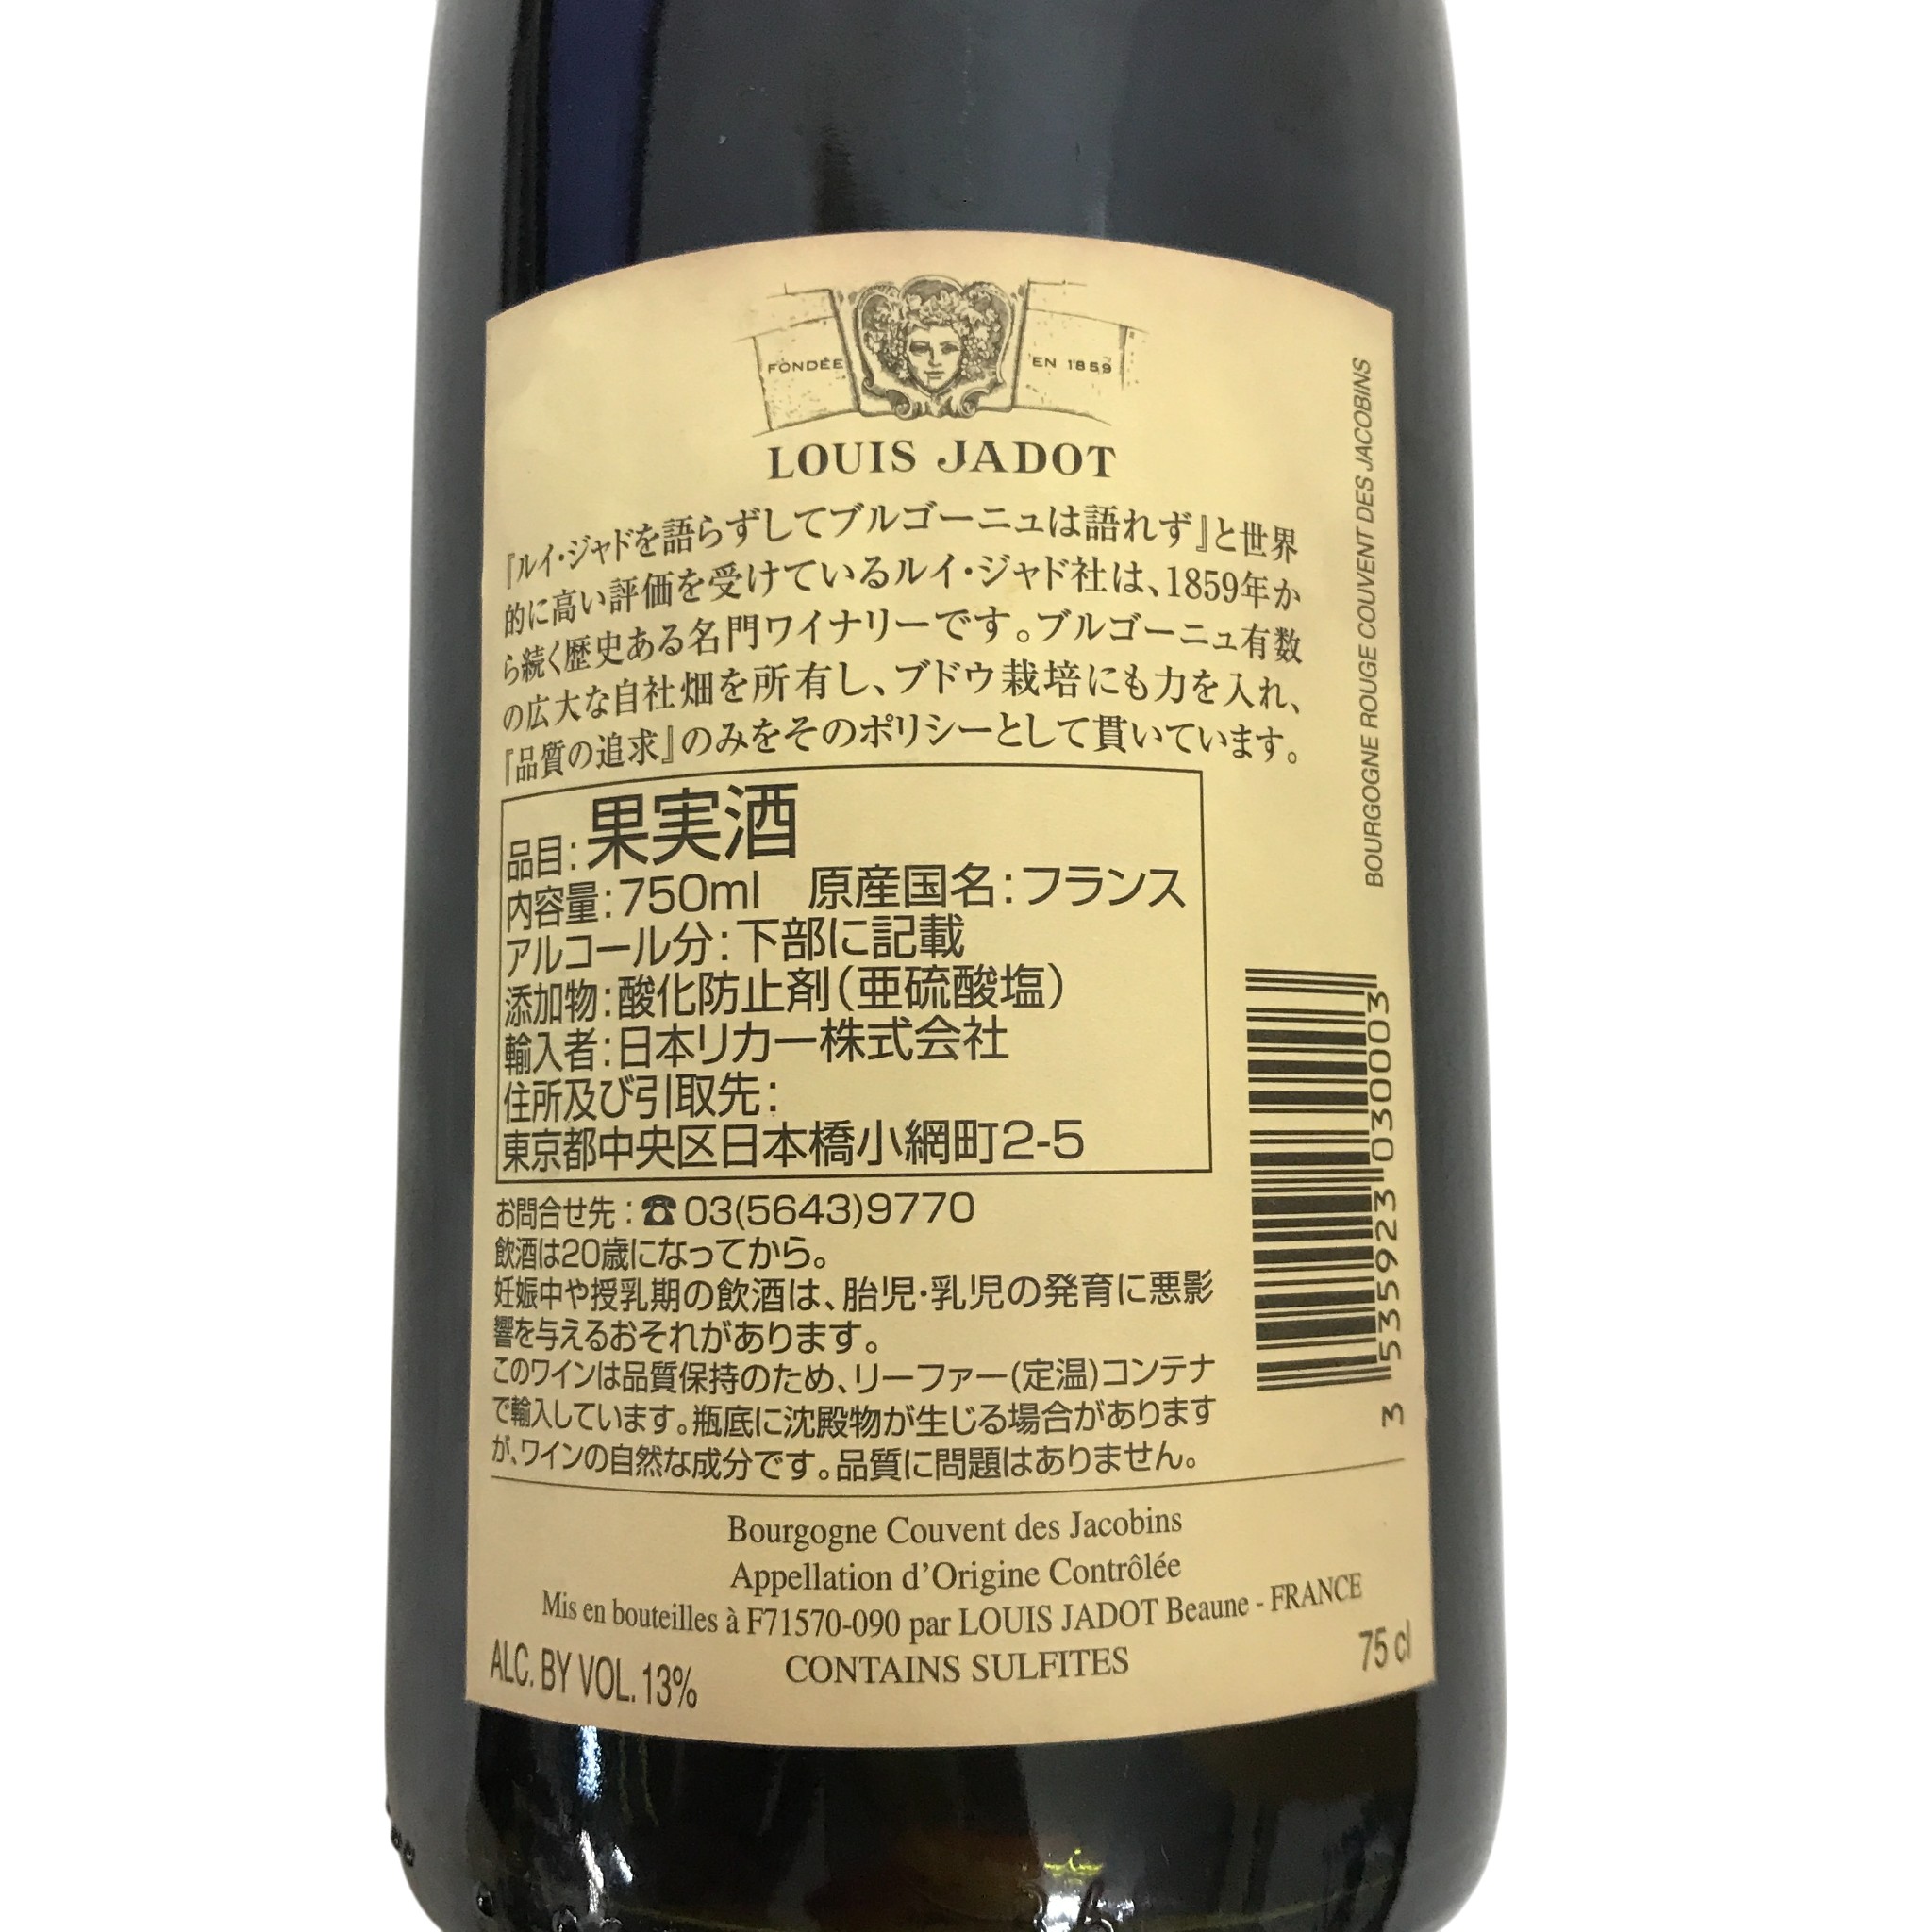 FONDÉE EN 1859
LOUIS JADOT
『ルイ・ジャドを語らずしてブルゴーニュは語れず』と世界
的に高い評価を受けているルイ・ジャド社は、1859年か
ら続く歴史ある名門ワイナリーです。ブルゴーニュ有数
の広大な自社畑を所有し、ブドウ栽培にも力を入れ、
『品質の追求』のみをそのポリシーとして貫いています。
品目:果実酒
内容量:750ml 原産国名:フランス
アルコール分:下部に記載
添加物:酸化防止剤(亜硫酸塩)
輸入者:日本リカー株式会社
住所及び引取先:
東京都中央区日本橋小網町2-5
お問合せ先:☎03(5643)9770
飲酒は20歳になってから。
妊娠中や授乳期の飲酒は、胎児・乳児の発育に悪影
響を与えるおそれがあります。
このワインは品質保持のため、リーファー(定温)コンテナ
で輸入しています。瓶底に沈殿物が生じる場合があります
が、ワインの自然な成分です。品質に問題はありません。
BOURGOGNE ROUGE COUVENT DES JACOBINS
3 535923 030003
Bourgogne Couvent des Jacobins
Appellation d'Origine Contrôlée
Mis en bouteilles à F71570-090 par LOUIS JADOT Beaune - FRANCE
ALC. BY VOL. 13% CONTAINS SULFITES 75 cl